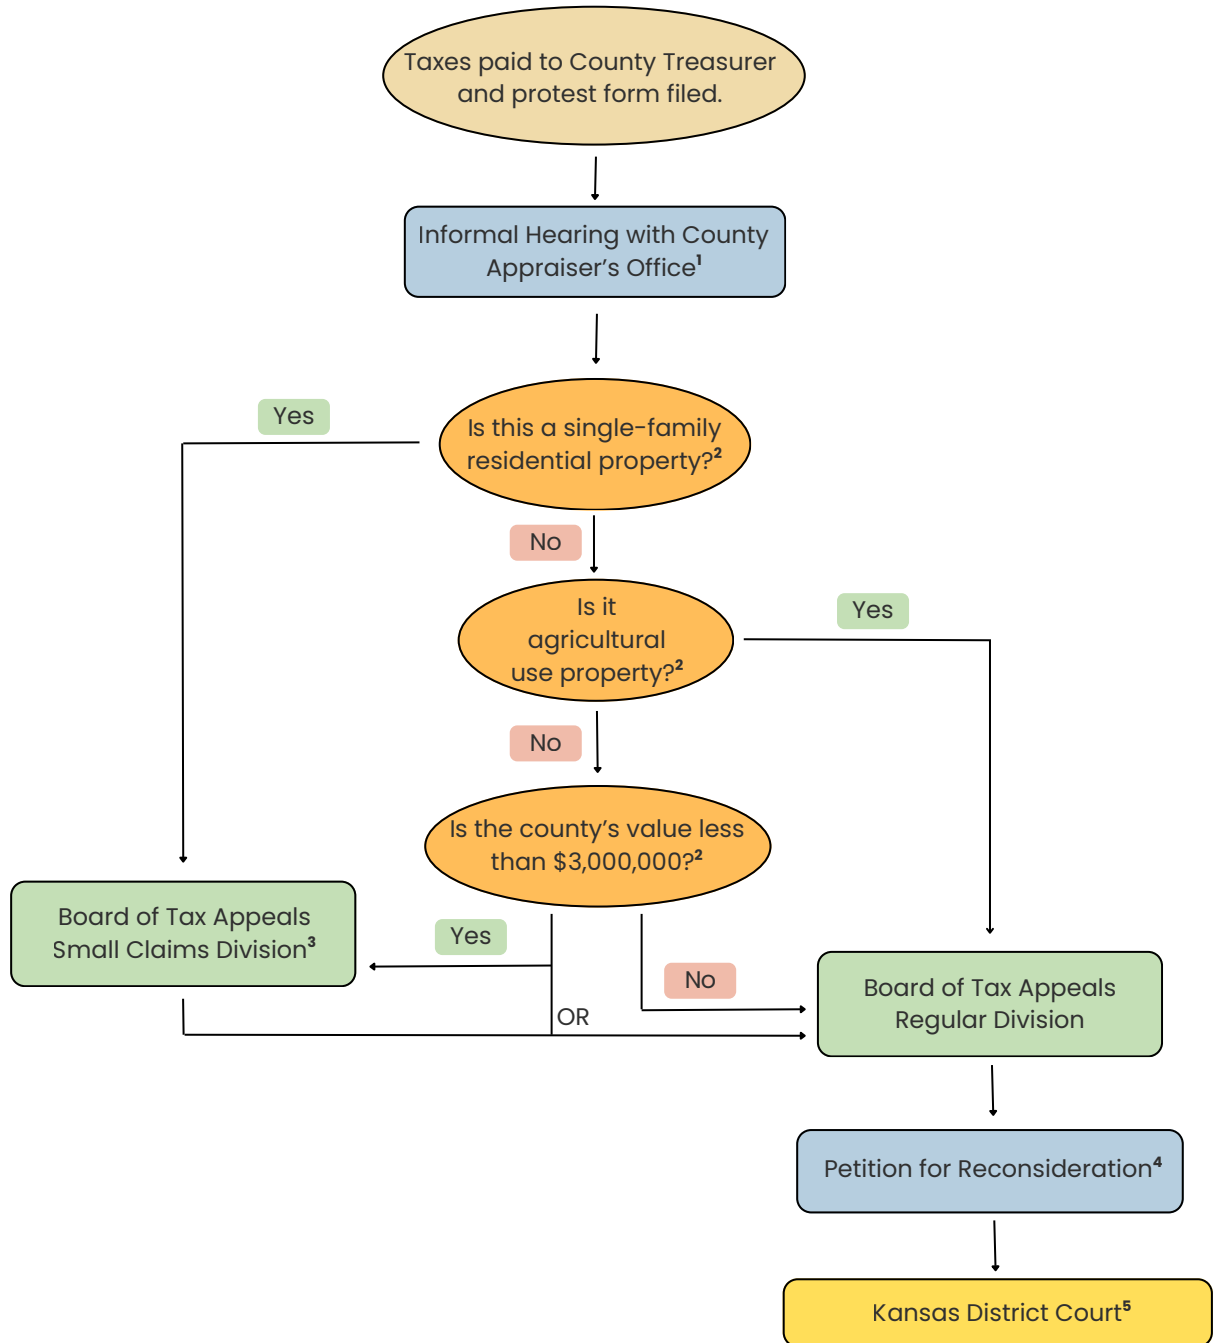 Taxes paid to County Treasurer
and protest form filed.
Informal Hearing with County
Appraiser’s Office¹
Yes
Is this a single-family
residential property?²
No
Is it
agricultural
use property?²
Yes
No
Is the county’s value less
than $3,000,000?²
Board of Tax Appeals
Small Claims Division³
Yes
No
OR
Board of Tax Appeals
Regular Division
Petition for Reconsideration⁴
Kansas District Court⁵